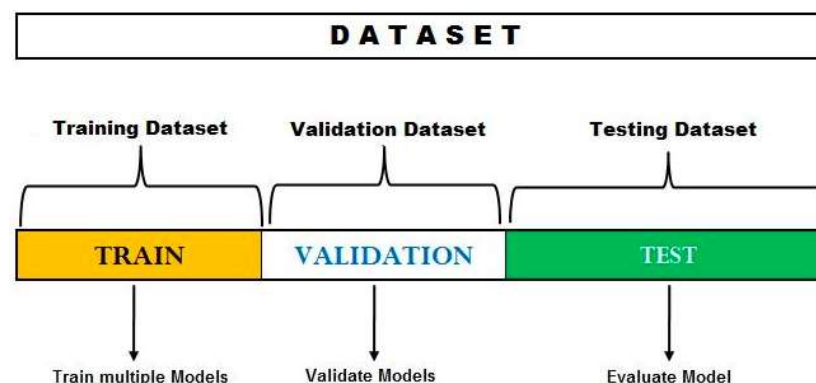 DATASET
Training Dataset Validation Dataset Testing Dataset
TRAIN VALIDATION TEST
Train multiple Models Validate Models Evaluate Model